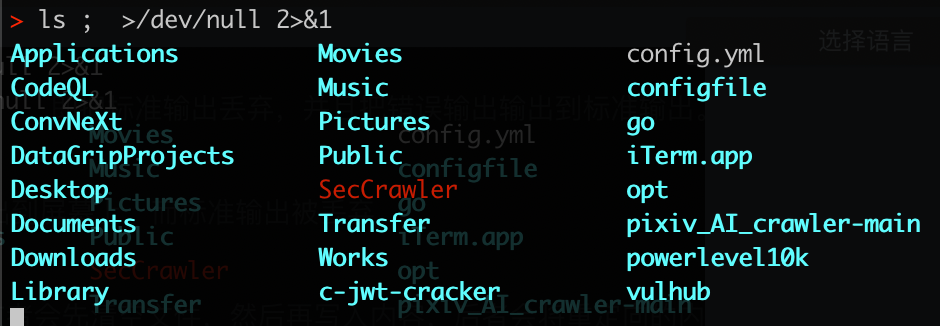 > ls ;  >/dev/null 2>&1
选择语言
Applications Movies config.yml
CodeQL Music configfile
ConvNeXt Pictures go
DataGripProjects Public iTerm.app
Desktop SecCrawler opt
Documents Transfer pixiv_AI_crawler-main
Downloads Works powerlevel10k
Library c-jwt-cracker vulhub